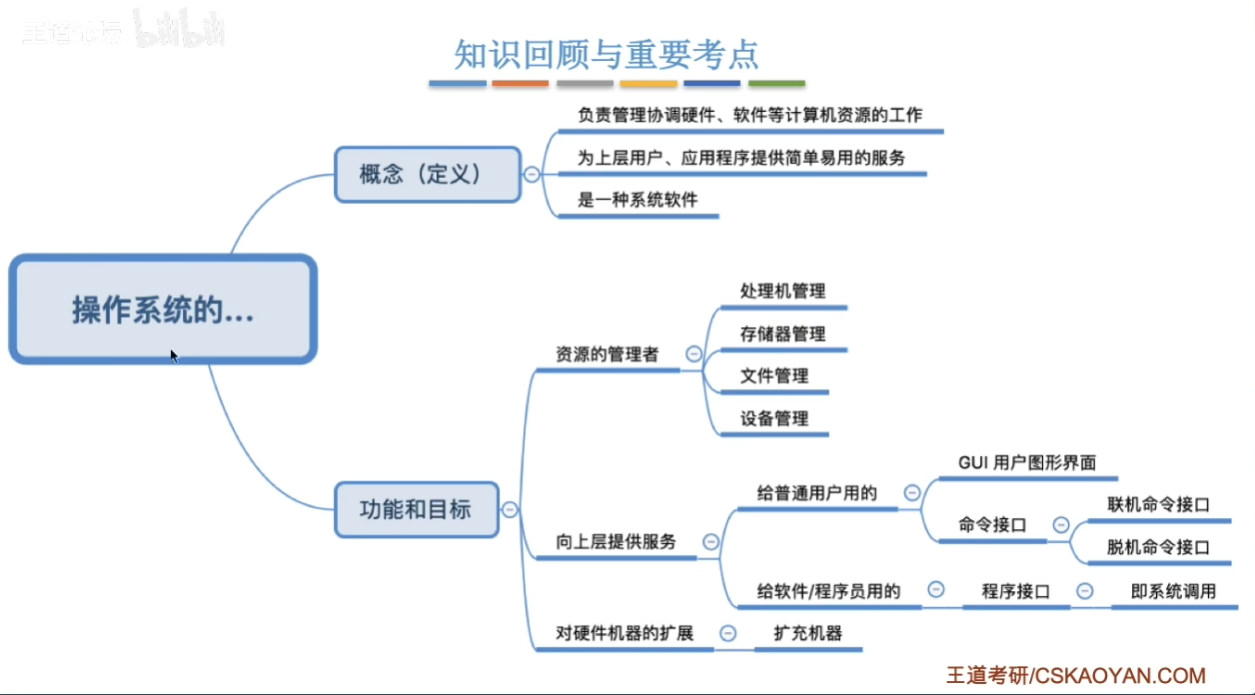 王道论坛 bilibili
知识回顾与重要考点
负责管理协调硬件、软件等计算机资源的工作
为上层用户、应用程序提供简单易用的服务
概念（定义）
是一种系统软件
操作系统的...
处理机管理
存储器管理
资源的管理者
文件管理
设备管理
功能和目标
GUI 用户图形界面
给普通用户用的
联机命令接口
命令接口
脱机命令接口
向上层提供服务
给软件/程序员用的
程序接口
即系统调用
对硬件机器的扩展
扩充机器
王道考研/CSKAOYAN.COM